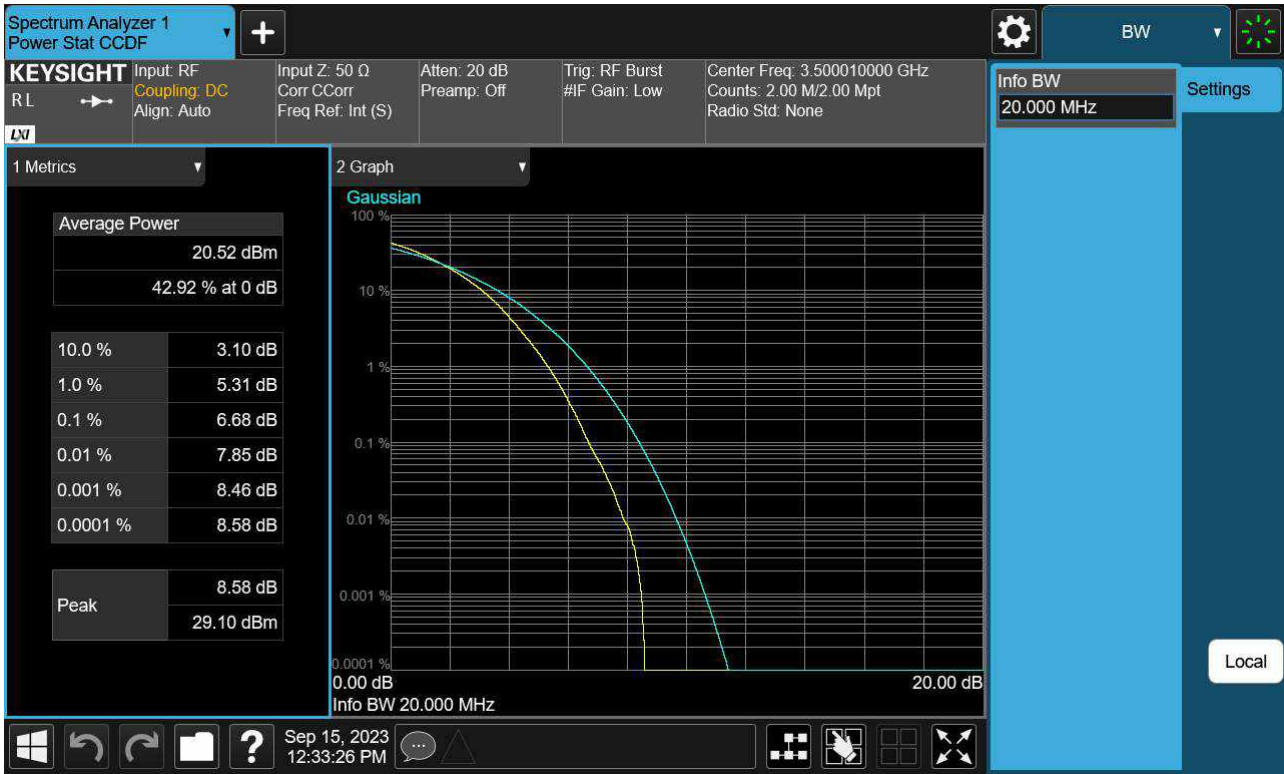 Spectrum Analyzer 1
Power Stat CCDF
BW
KEYSIGHT
R L
LXI
Input: RF
Coupling: DC
Align: Auto
Input Z: 50 Ω
Corr CCorr
Freq Ref: Int (S)
Atten: 20 dB
Preamp: Off
Trig: RF Burst
#IF Gain: Low
Center Freq: 3.500010000 GHz
Counts: 2.00 M/2.00 Mpt
Radio Std: None
Info BW
20.000 MHz
Settings
1 Metrics
Average Power
20.52 dBm
42.92 % at 0 dB
10.0 % 3.10 dB
1.0 % 5.31 dB
0.1 % 6.68 dB
0.01 % 7.85 dB
0.001 % 8.46 dB
0.0001 % 8.58 dB
Peak
8.58 dB
29.10 dBm
2 Graph
Gaussian
100 %
10 %
1 %
0.1 %
0.01 %
0.001 %
0.0001 %
0.00 dB 20.00 dB
Info BW 20.000 MHz
Local
?
Sep 15, 2023
12:33:26 PM